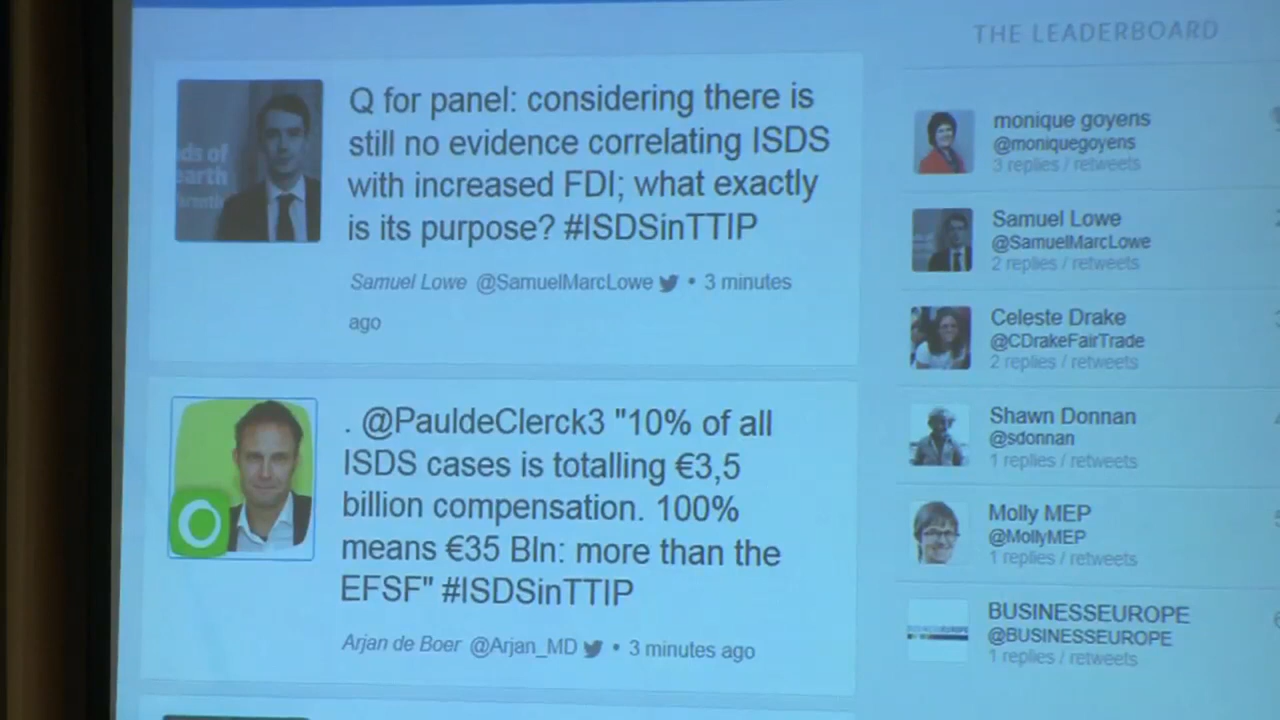 THE LEADERBOARD
Q for panel: considering there is
still no evidence correlating ISDS
with increased FDI; what exactly
is its purpose? #ISDSinTTIP
Samuel Lowe @SamuelMarcLowe • 3 minutes
ago
. @PauldeClerck3 "10% of all
ISDS cases is totalling €3,5
billion compensation. 100%
means €35 Bln: more than the
EFSF" #ISDSinTTIP
Arjan de Boer @Arjan_MD • 3 minutes ago
monique goyens
@moniquegoyens
3 replies / retweets
Samuel Lowe
@SamuelMarcLowe
2 replies / retweets
Celeste Drake
@CDrakeFairTrade
2 replies / retweets
Shawn Donnan
@sdonnan
1 replies / retweets
Molly MEP
@MollyMEP
1 replies / retweets
BUSINESSEUROPE
@BUSINESSEUROPE
1 replies / retweets
ds of
earth